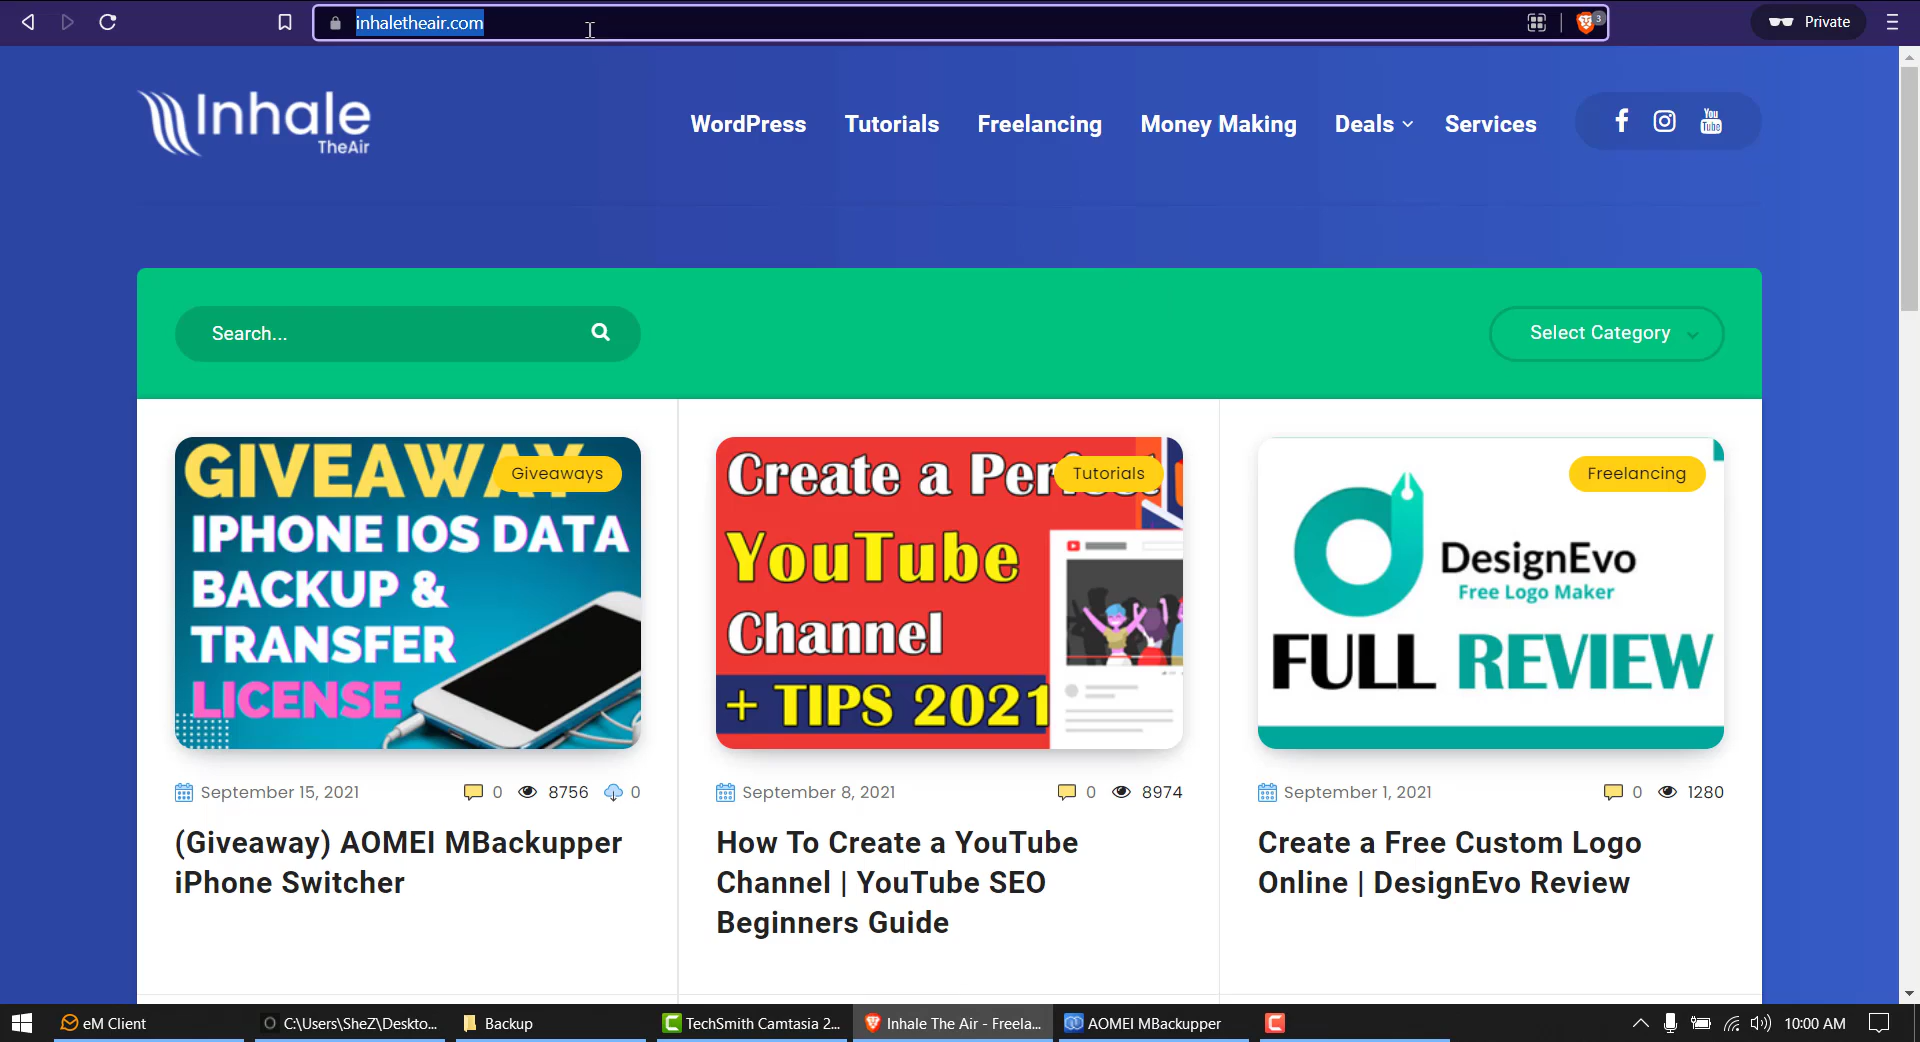 inhaletheair.com
3
Private
Inhale
TheAir
WordPress
Tutorials
Freelancing
Money Making
Deals
Services
You
Tube
Search...
Select Category
GIVEAWAY
Giveaways
IPHONE IOS DATA
BACKUP &
TRANSFER
LICENSE
Create a Perfect
Tutorials
YouTube
Channel
+ TIPS 2021
Freelancing
DesignEvo
Free Logo Maker
FULL REVIEW
September 15, 2021
0
8756
0
September 8, 2021
0
8974
September 1, 2021
0
1280
(Giveaway) AOMEI MBackupper
iPhone Switcher
How To Create a YouTube
Channel | YouTube SEO
Beginners Guide
Create a Free Custom Logo
Online | DesignEvo Review
eM Client
C:\Users\SheZ\Deskto...
Backup
TechSmith Camtasia 2...
Inhale The Air - Freela...
AOMEI MBackupper
10:00 AM